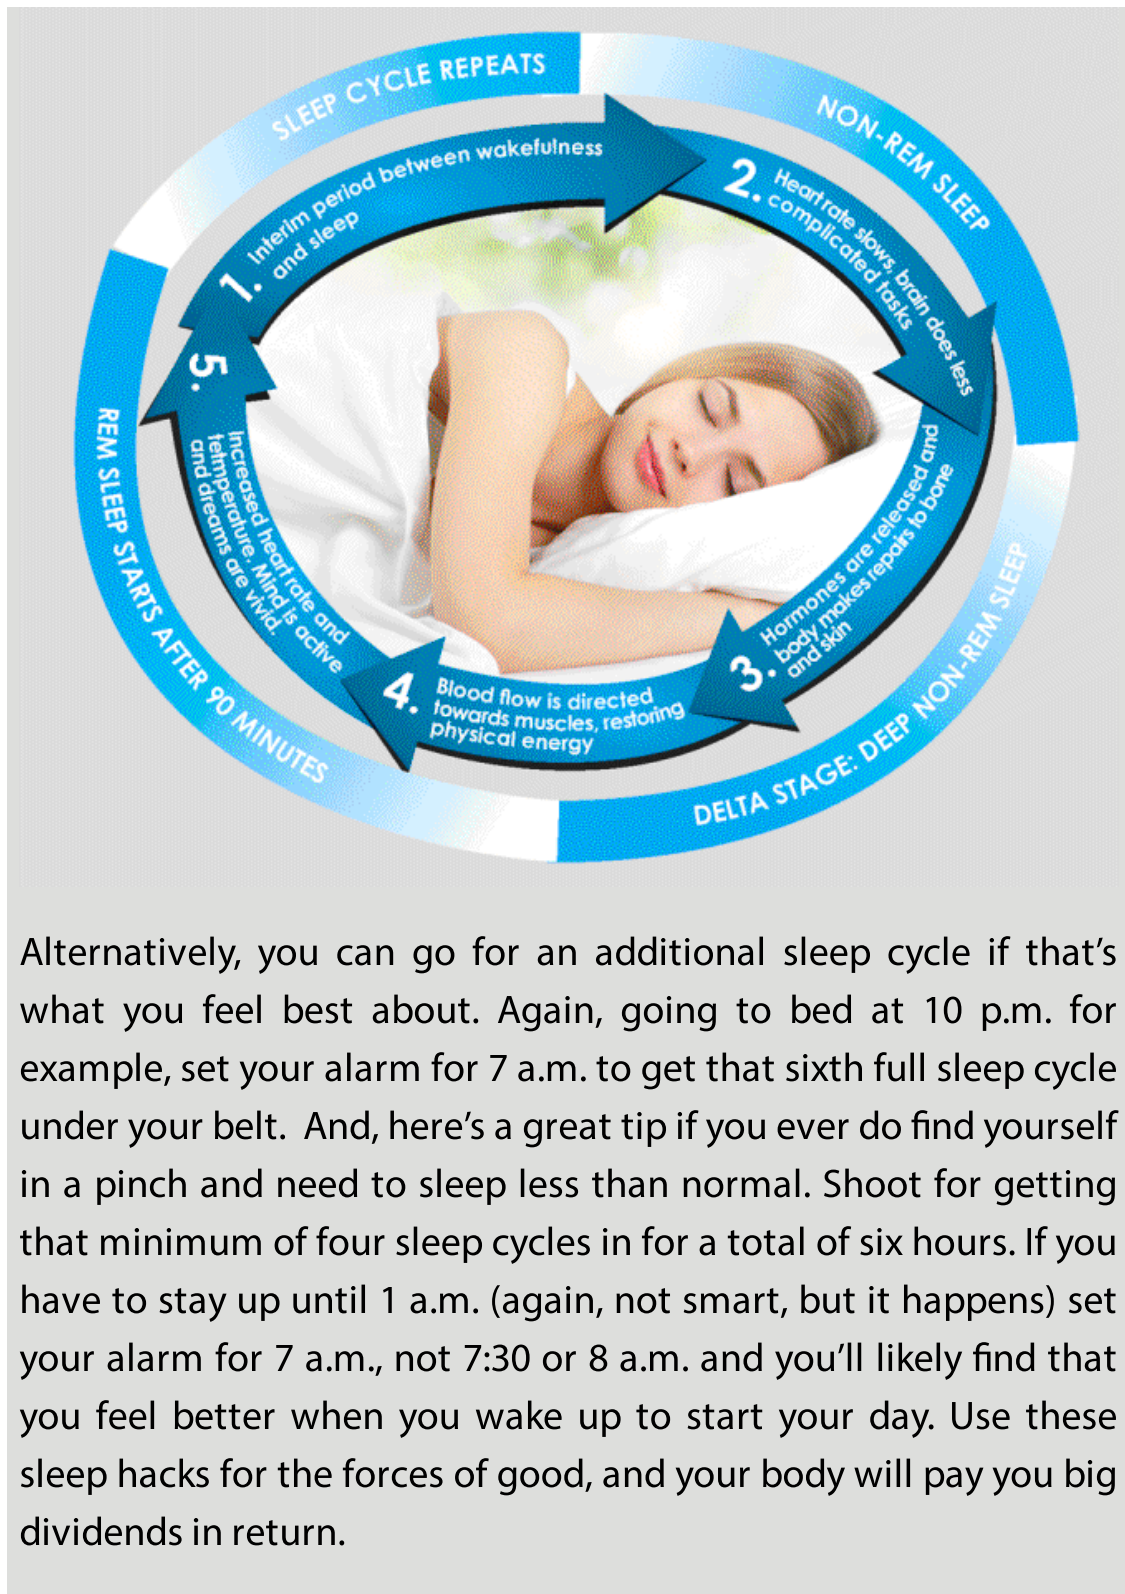 SLEEP CYCLE REPEATS
NON-REM SLEEP
DELTA STAGE: DEEP NON-REM SLEEP
REM SLEEP STARTS AFTER 90 MINUTES
1. Interim period between wakefulness
and sleep
2. Heart rate slows, brain does less
complicated tasks
3. Hormones are released and
body makes repairs to bone
and skin
4. Blood flow is directed
towards muscles, restoring
physical energy
5. Increased heart rate and
tetmperature. Mind is active
and dreams are vivid.
Alternatively, you can go for an additional sleep cycle if that’s
what you feel best about. Again, going to bed at 10 p.m. for
example, set your alarm for 7 a.m. to get that sixth full sleep cycle
under your belt.  And, here’s a great tip if you ever do find yourself
in a pinch and need to sleep less than normal. Shoot for getting
that minimum of four sleep cycles in for a total of six hours. If you
have to stay up until 1 a.m. (again, not smart, but it happens) set
your alarm for 7 a.m., not 7:30 or 8 a.m. and you’ll likely find that
you feel better when you wake up to start your day. Use these
sleep hacks for the forces of good, and your body will pay you big
dividends in return.